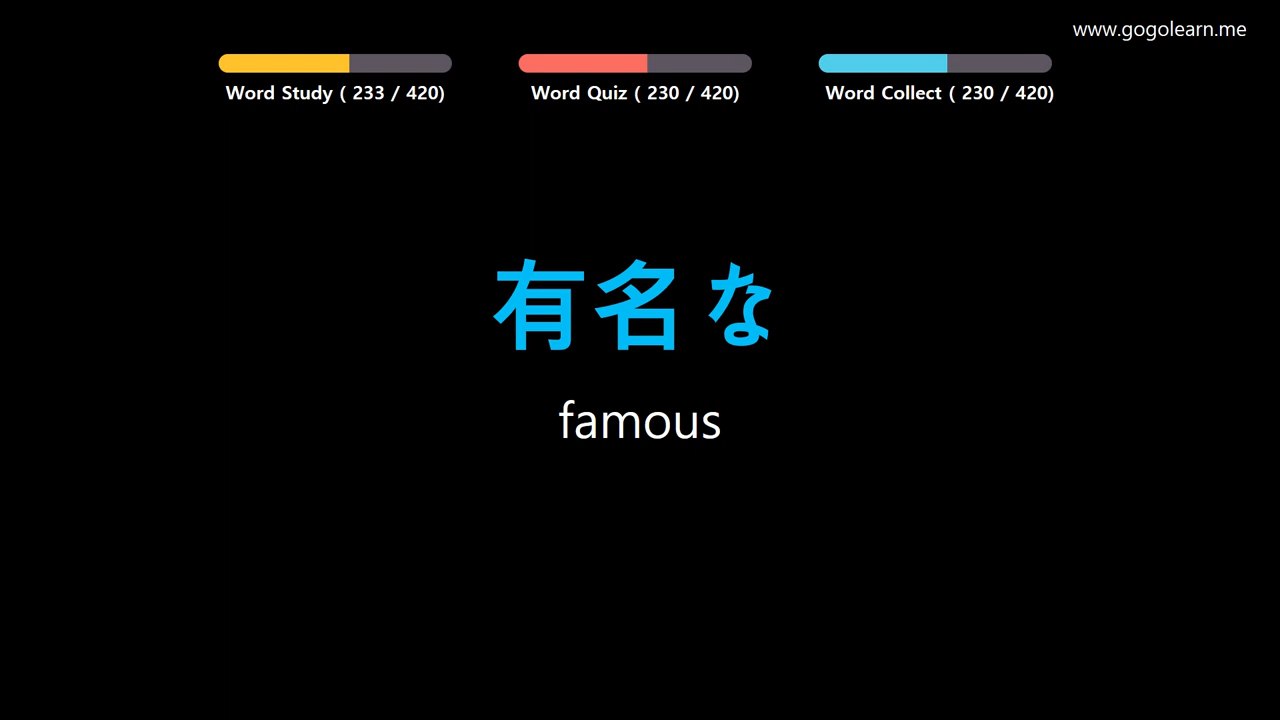 www.gogolearn.me
Word Study ( 233 / 420)
Word Quiz ( 230 / 420)
Word Collect ( 230 / 420)
有名な
famous